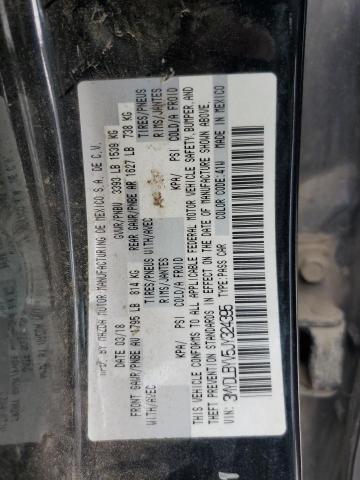 MFD. BY MAZDA MOTOR MANUFACTURING DE MEXICO S.A. DE C.V.
DATE 03/18 GVWR/PNBV 3393 LB 1539 KG
FRONT GAWR/PNBE AV 1795 LB 814 KG REAR GAWR/PNBE AR 1627 LB 738 KG
WITH/AVEC TIRES/PNEUS WITH/AVEC TIRES/PNEUS
RIMS/JANTES
KPA/ PSI COLD/A FROID KPA/ PSI COLD/A FROID
THIS VEHICLE CONFORMS TO ALL APPLICABLE FEDERAL MOTOR VEHICLE SAFETY, BUMPER, AND
THEFT PREVENTION STANDARDS IN EFFECT ON THE DATE OF MANUFACTURE SHOWN ABOVE.
VIN: TYPE:PASS CAR COLOR CODE:41W MADE IN MEXICO